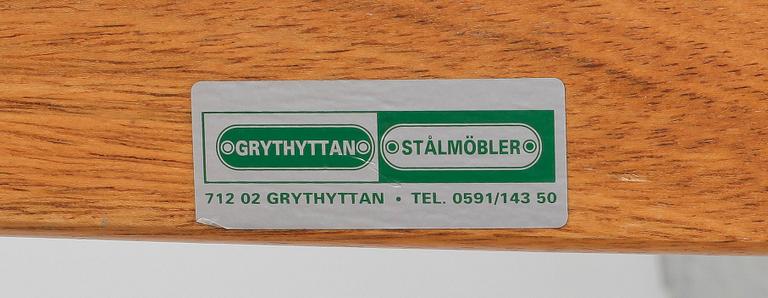 GRYTHYTTAN STÅLMÖBLER
712 02 GRYTHYTTAN • TEL. 0591/143 50